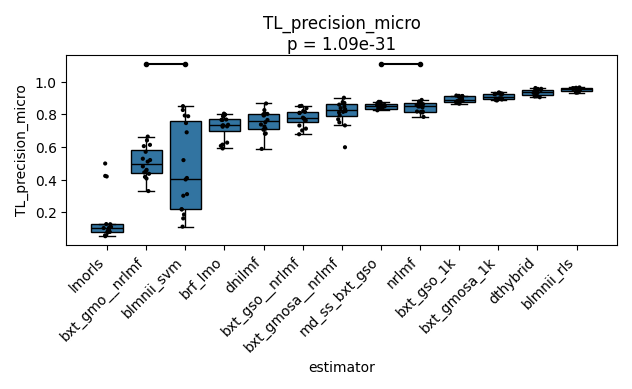 TL_precision_micro
p = 1.09e-31
TL_precision_micro
1.0
0.8
0.6
0.4
0.2
lmorls
bxt_gmo__nrlmf
blmnii_svm
brf_lmo
dnilmf
bxt_gso__nrlmf
bxt_gmosa__nrlmf
md_ss_bxt_gso
nrlmf
bxt_gso_1k
bxt_gmosa_1k
dthybrid
blmnii_rls
estimator